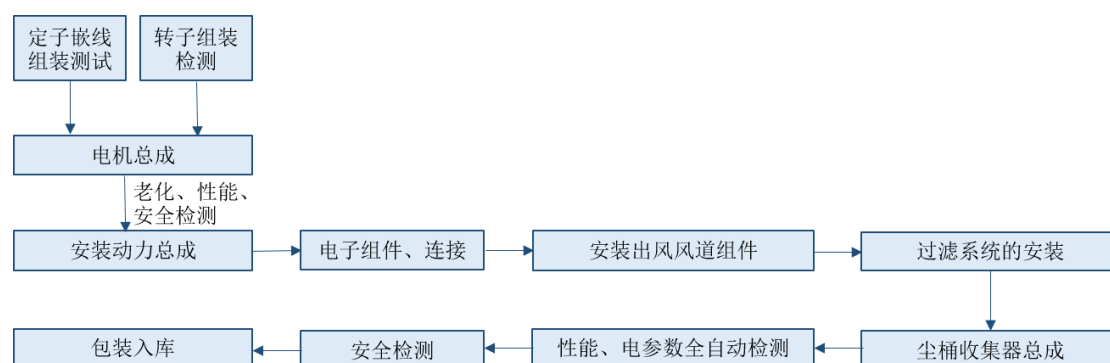 定子嵌线
组装测试
转子组装
检测
电机总成
老化、性能、
安全检测
安装动力总成
电子组件、连接
安装出风风道组件
过滤系统的安装
包装入库
安全检测
性能、电参数全自动检测
尘桶收集器总成